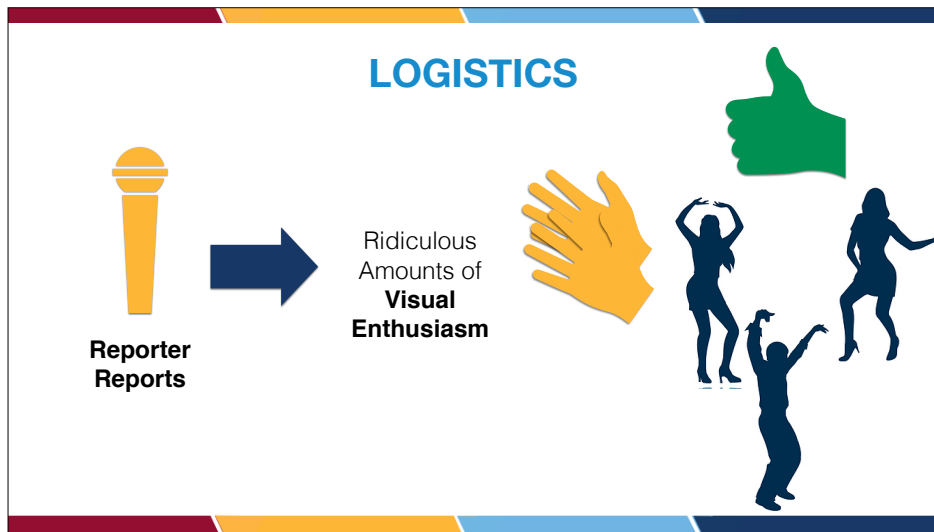 LOGISTICS
Reporter
Reports
Ridiculous
Amounts of
Visual
Enthusiasm